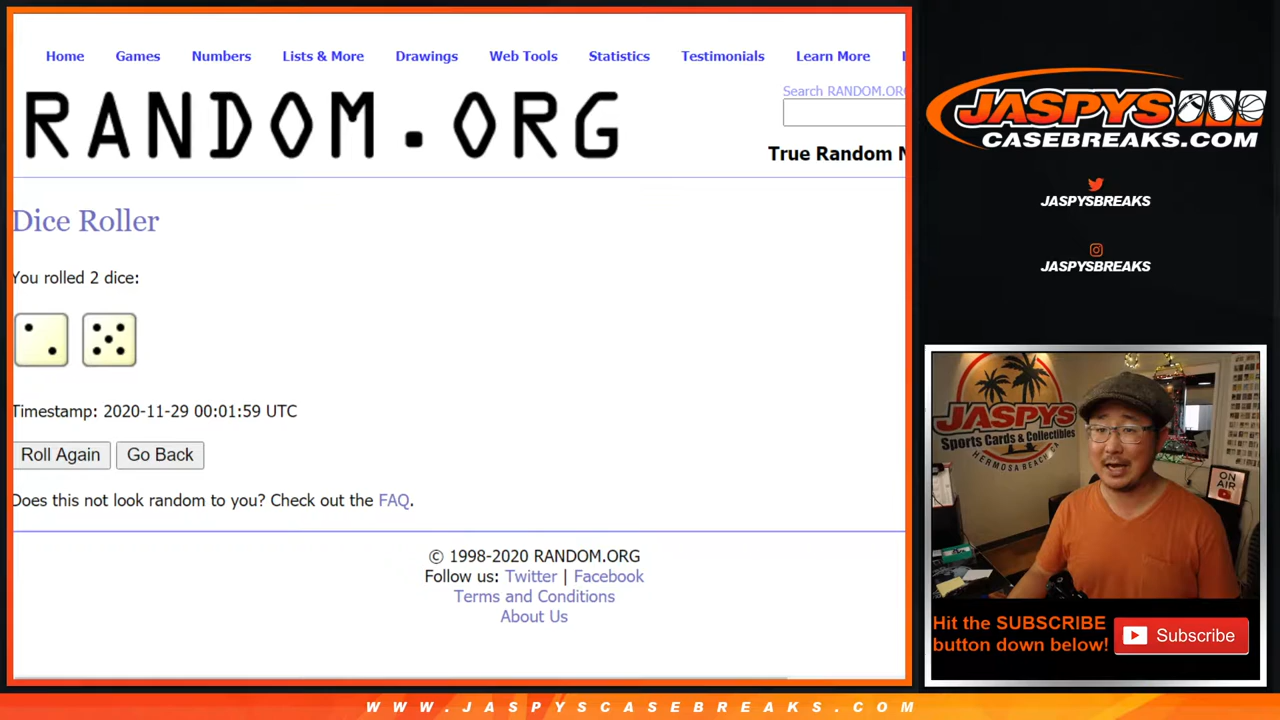 Home Games Numbers Lists & More Drawings Web Tools Statistics Testimonials Learn More
RANDOM.ORG
Search RANDOM.ORG
True Random N
Dice Roller
You rolled 2 dice:
Timestamp: 2020-11-29 00:01:59 UTC
Roll Again Go Back
Does this not look random to you? Check out the FAQ.
© 1998-2020 RANDOM.ORG
Follow us: Twitter | Facebook
Terms and Conditions
About Us
JASPYS
CASEBREAKS.COM
JASPYSBREAKS
JASPYSBREAKS
JASPYS
Sports Cards & Collectibles
HERMOSA BEACH CA
ON
AIR
Hit the SUBSCRIBE
button down below!
Subscribe
WWW.JASPYSCASEBREAKS.COM